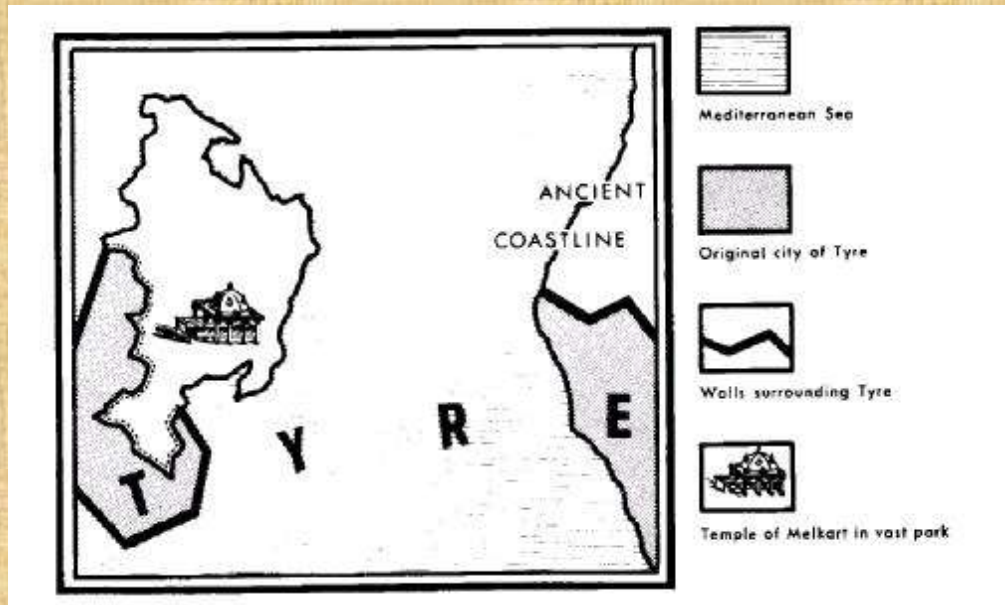 ANCIENT
COASTLINE
T Y R E
Mediterranean Sea
Original city of Tyre
Walls surrounding Tyre
Temple of Melkart in vast park